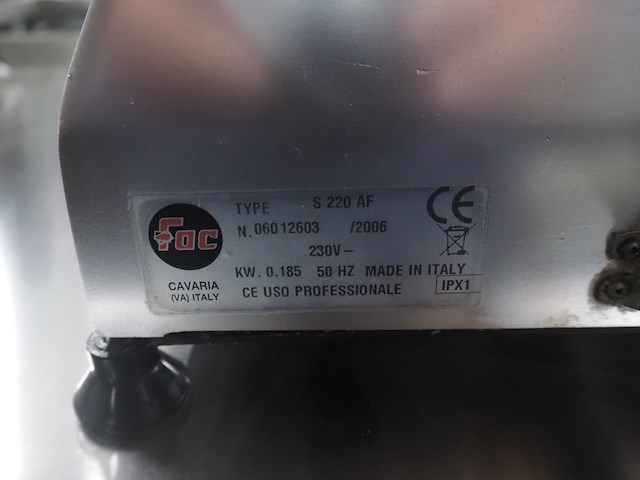 Fac
CAVARIA
(VA) ITALY
TYPE S 220 AF
N. 06012603 /2006
230V~
KW. 0.185 50 HZ MADE IN ITALY
CE USO PROFESSIONALE IPX1
CE